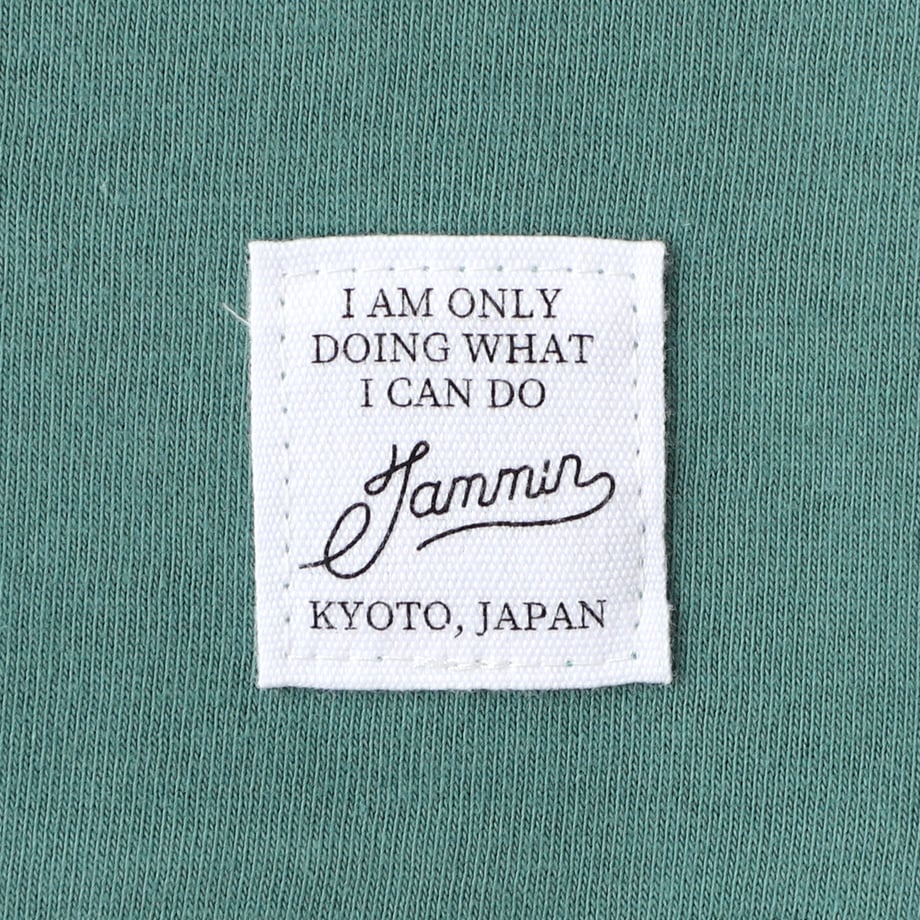 I AM ONLY
DOING WHAT
I CAN DO
Jammin
KYOTO, JAPAN